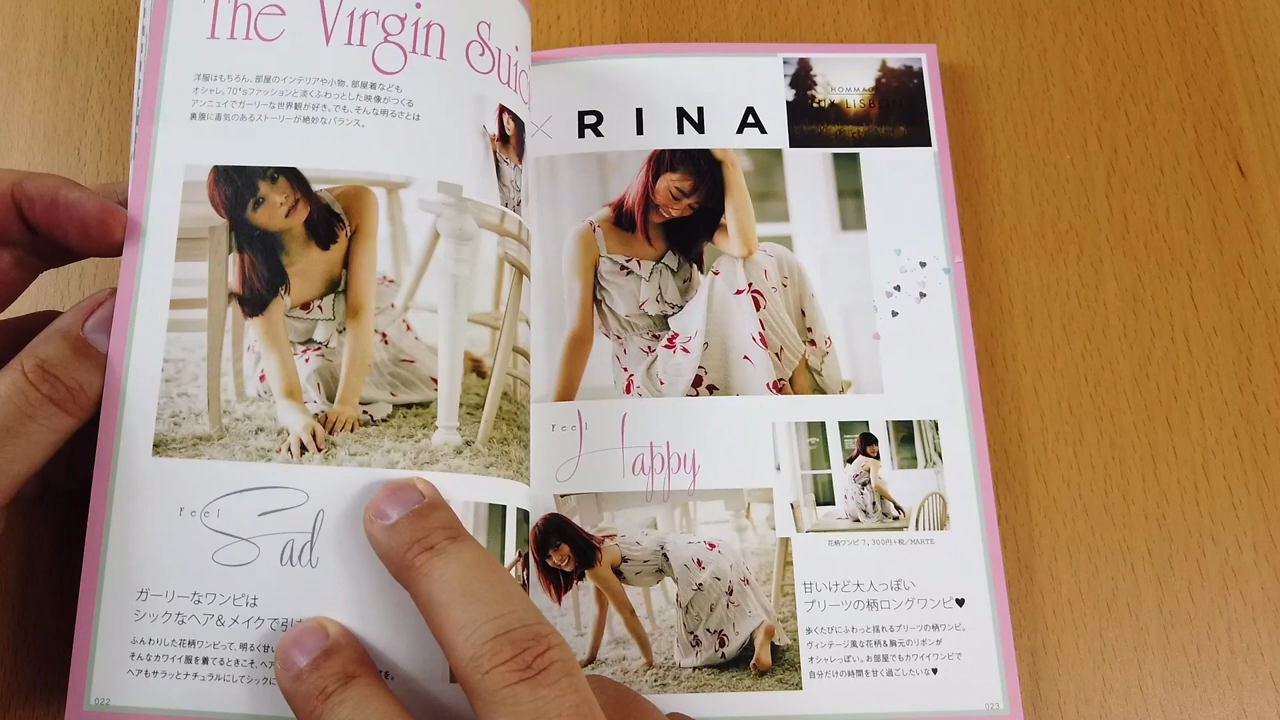 The Virgin Suic
洋服はもちろん、部屋のインテリアや小物、部屋着なども
オシャレ。70'sファッションと淡くふわっとした映像がつくる
アンニュイでガーリーな世界観が好き。でも、そんな明るさとは
裏腹に毒気のあるストーリーが絶妙なバランス。
Feel
Sad
ガーリーなワンピは
シックなヘア&メイクで引け
ふんわりした花柄ワンピって、明るく甘い
そんなカワイイ服を着てるときこそ、ヘア
ヘアもサラッとナチュラルにしてシックに
を。
022
× RINA
HOMMAGE
LUX LISBON
Feel
Happy
花柄ワンピ 7,300円+税/MARTE
甘いけど大人っぽい
プリーツの柄ロングワンピ♥
歩くたびにふわっと揺れるプリーツの柄ワンピ。
ヴィンテージ風な花柄&胸元のリボンが
オシャレっぽい。お部屋でもカワイイワンピで
自分だけの時間を甘く過ごしたいな♥
023